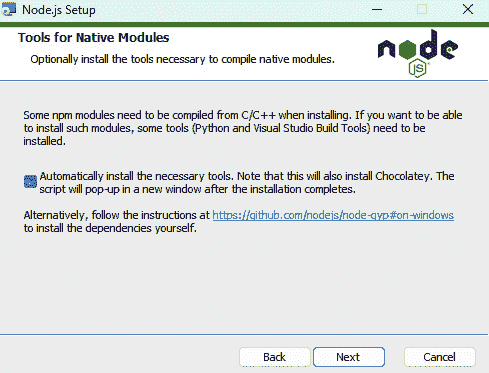 Node.js Setup
Tools for Native Modules
Optionally install the tools necessary to compile native modules.
node
JS
Some npm modules need to be compiled from C/C++ when installing. If you want to be able
to install such modules, some tools (Python and Visual Studio Build Tools) need to be
installed.
Automatically install the necessary tools. Note that this will also install Chocolatey. The
script will pop-up in a new window after the installation completes.
Alternatively, follow the instructions at https://github.com/nodejs/node-gyp#on-windows
to install the dependencies yourself.
Back Next Cancel